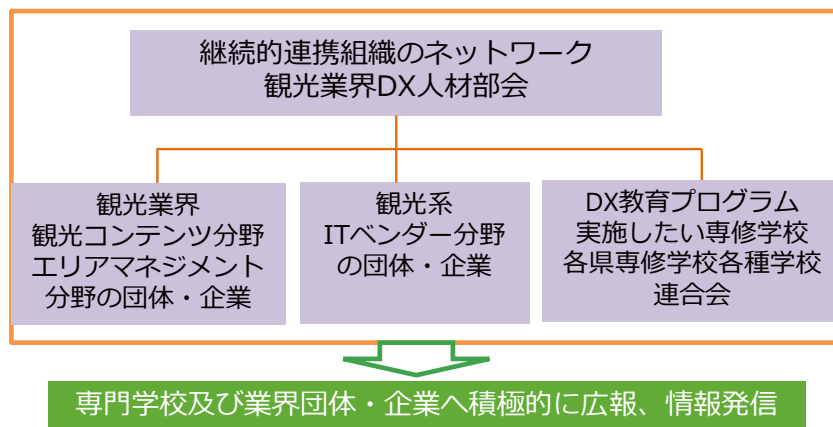 継続的連携組織のネットワーク
観光業界DX人材部会
観光業界
観光コンテンツ分野
エリアマネジメント
分野の団体・企業
観光系
ITベンダー分野
の団体・企業
DX教育プログラム
実施したい専修学校
各県専修学校各種学校
連合会
専門学校及び業界団体・企業へ積極的に広報、情報発信